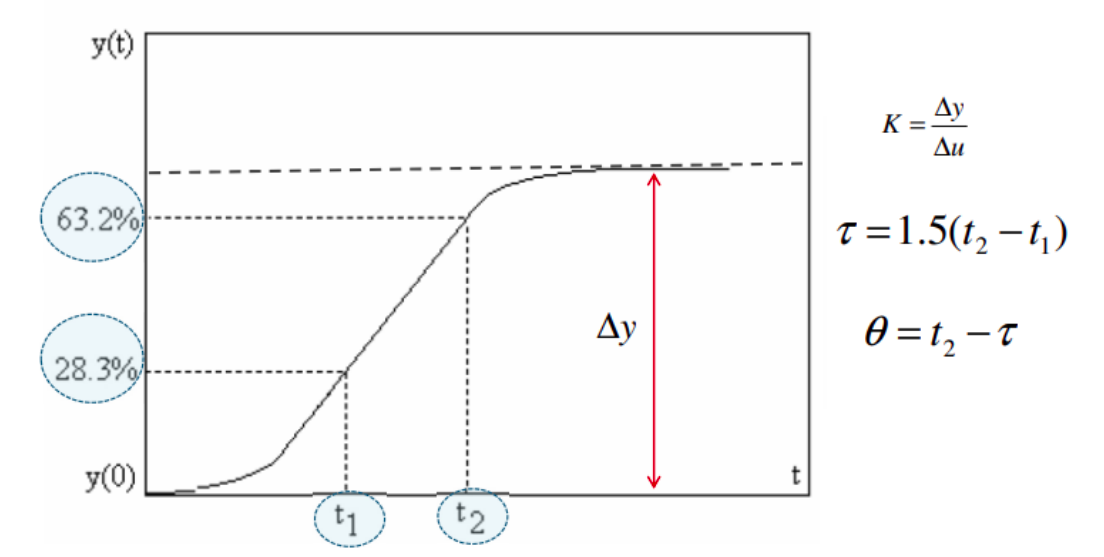 y(t)
63.2%
28.3%
y(0)
t₁
t₂
t
Δy
K = Δy/Δu
τ = 1.5(t₂ − t₁)
θ = t₂ − τ